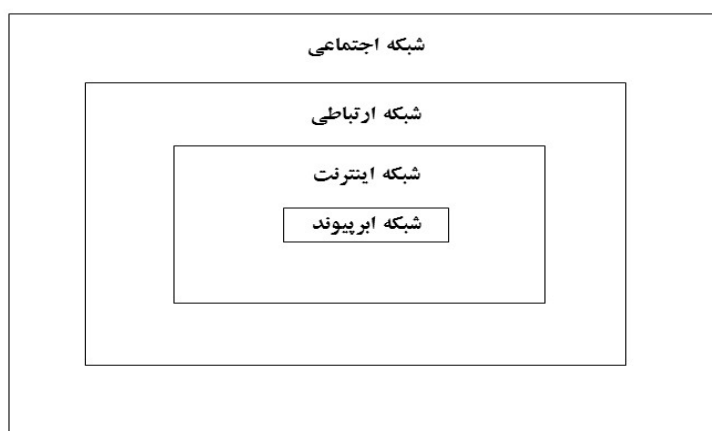 شبکه اجتماعی
شبکه ارتباطی
شبکه اینترنت
شبکه ابرپیوند